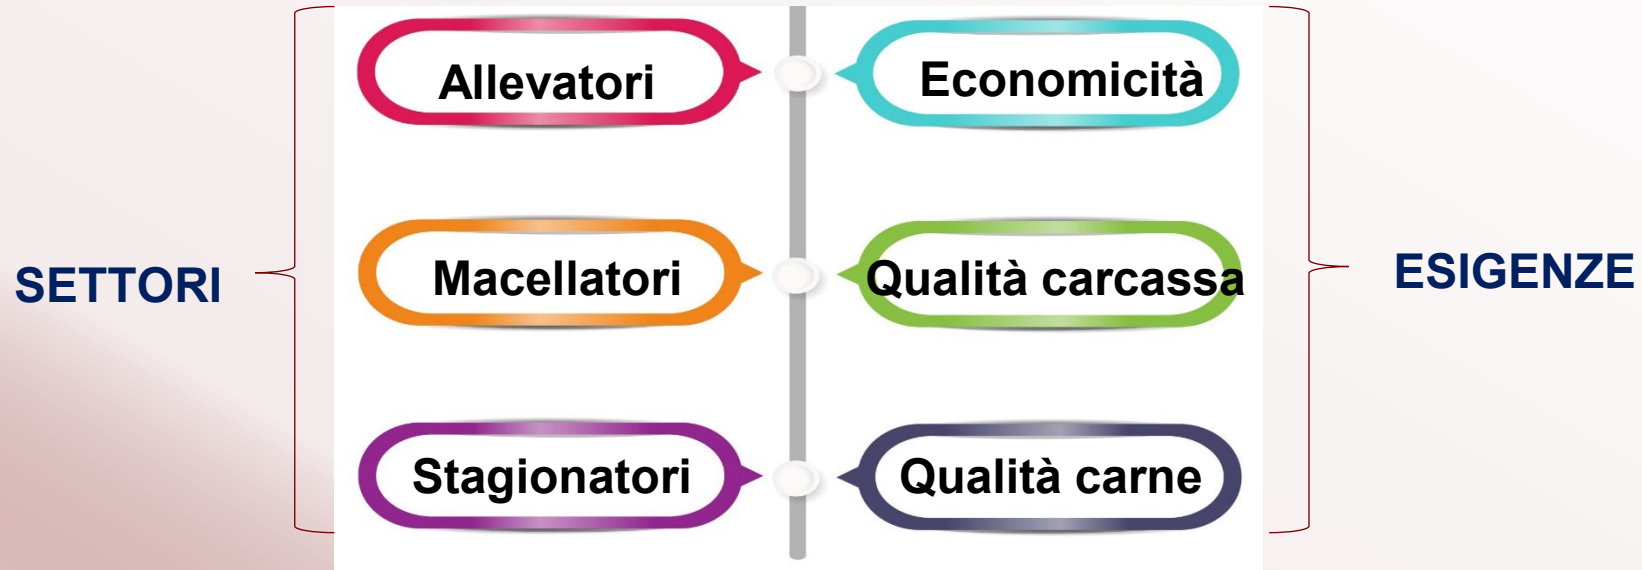 Allevatori
Economicità
SETTORI
Macellatori
Qualità carcassa
ESIGENZE
Stagionatori
Qualità carne